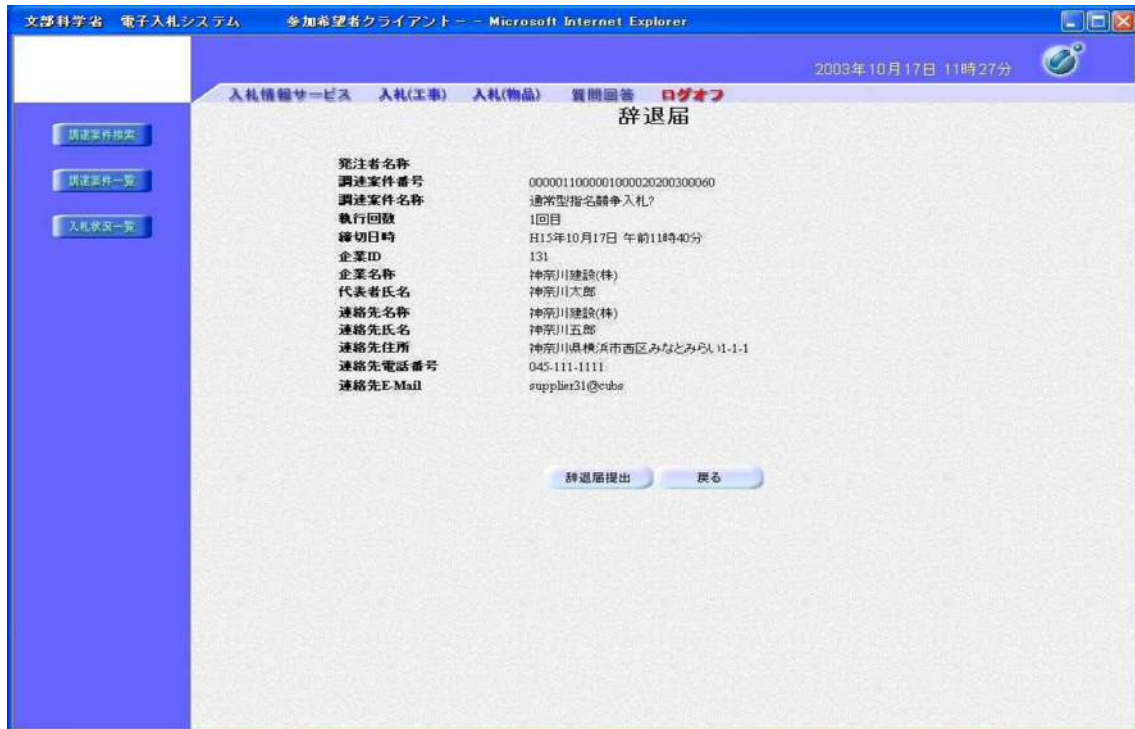 文部科学省 電子入札システム 参加希望者クライアント- - Microsoft Internet Explorer
2003年10月17日 11時27分
入札情報サービス 入札(工事) 入札(物品) 質問回答 ログオフ
調達案件検索
調達案件一覧
入札状況一覧
辞退届
発注者名称
調達案件番号 0000011000001000020200300060
調達案件名称 通常型指名競争入札?
執行回数 1回目
締切日時 H15年10月17日 午前11時40分
企業ID 131
企業名称 神奈川建設(株)
代表者氏名 神奈川太郎
連絡先名称 神奈川建設(株)
連絡先氏名 神奈川五郎
連絡先住所 神奈川県横浜市西区みなとみらい1-1-1
連絡先電話番号 045-111-1111
連絡先E-Mail supplier31@cubs
辞退届提出 戻る